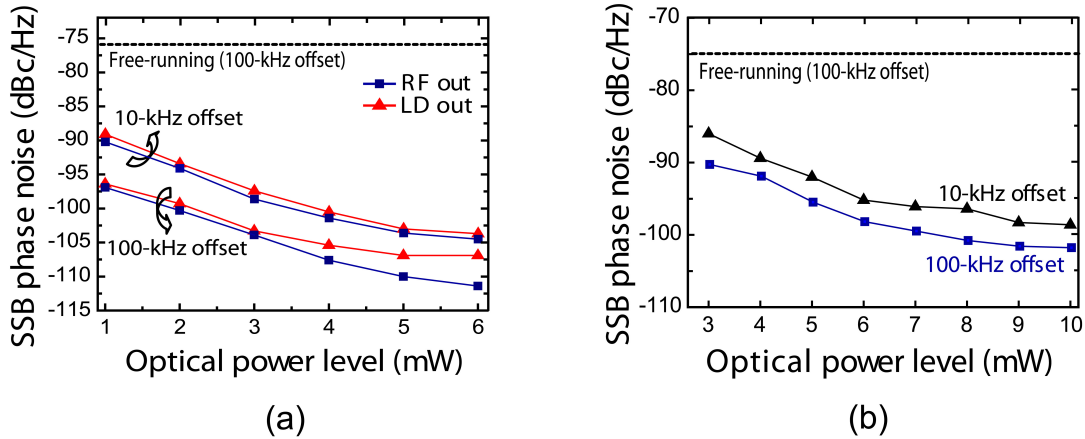 (a)
SSB phase noise (dBc/Hz)
-75
-80
-85
-90
-95
-100
-105
-110
-115
Free-running (100-kHz offset)
RF out
LD out
10-kHz offset
100-kHz offset
1 2 3 4 5 6
Optical power level (mW)
(a)
(b)
SSB phase noise (dBc/Hz)
-70
-80
-90
-100
-110
Free-running (100-kHz offset)
10-kHz offset
100-kHz offset
3 4 5 6 7 8 9 10
Optical power level (mW)
(b)